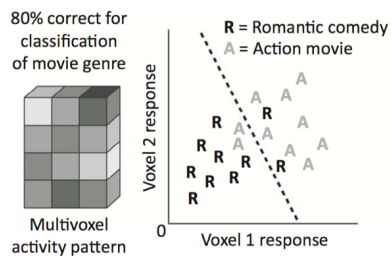 80% correct for
classification
of movie genre
Multivoxel
activity pattern
R = Romantic comedy
A = Action movie
Voxel 2 response
A
A A
R
R A A
A
R A A
R A
R R A
R R
R
R
0
Voxel 1 response